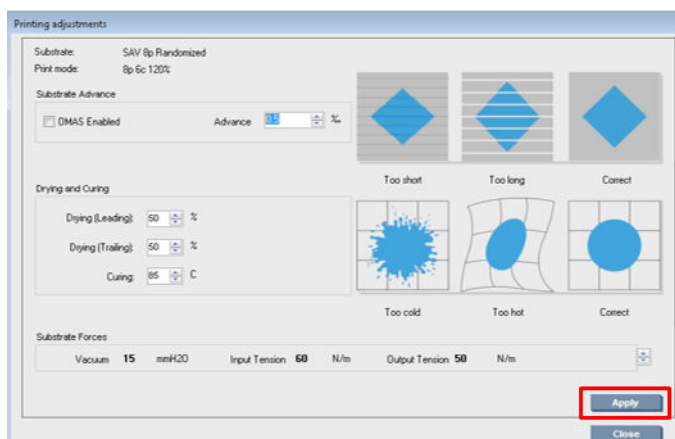 Printing adjustments
Substrate: SAV 8p Randomized
Print mode: 8p 6c 120%
Substrate Advance
OMAS Enabled Advance 0.5 ‰
Too short Too long Correct
Drying and Curing
Drying (Leading): 50 %
Drying (Trailing): 50 %
Curing: 85 C
Too cold Too hot Correct
Substrate Forces
Vacuum 15 mmH2O Input Tension 60 N/m Output Tension 50 N/m
Apply
Close